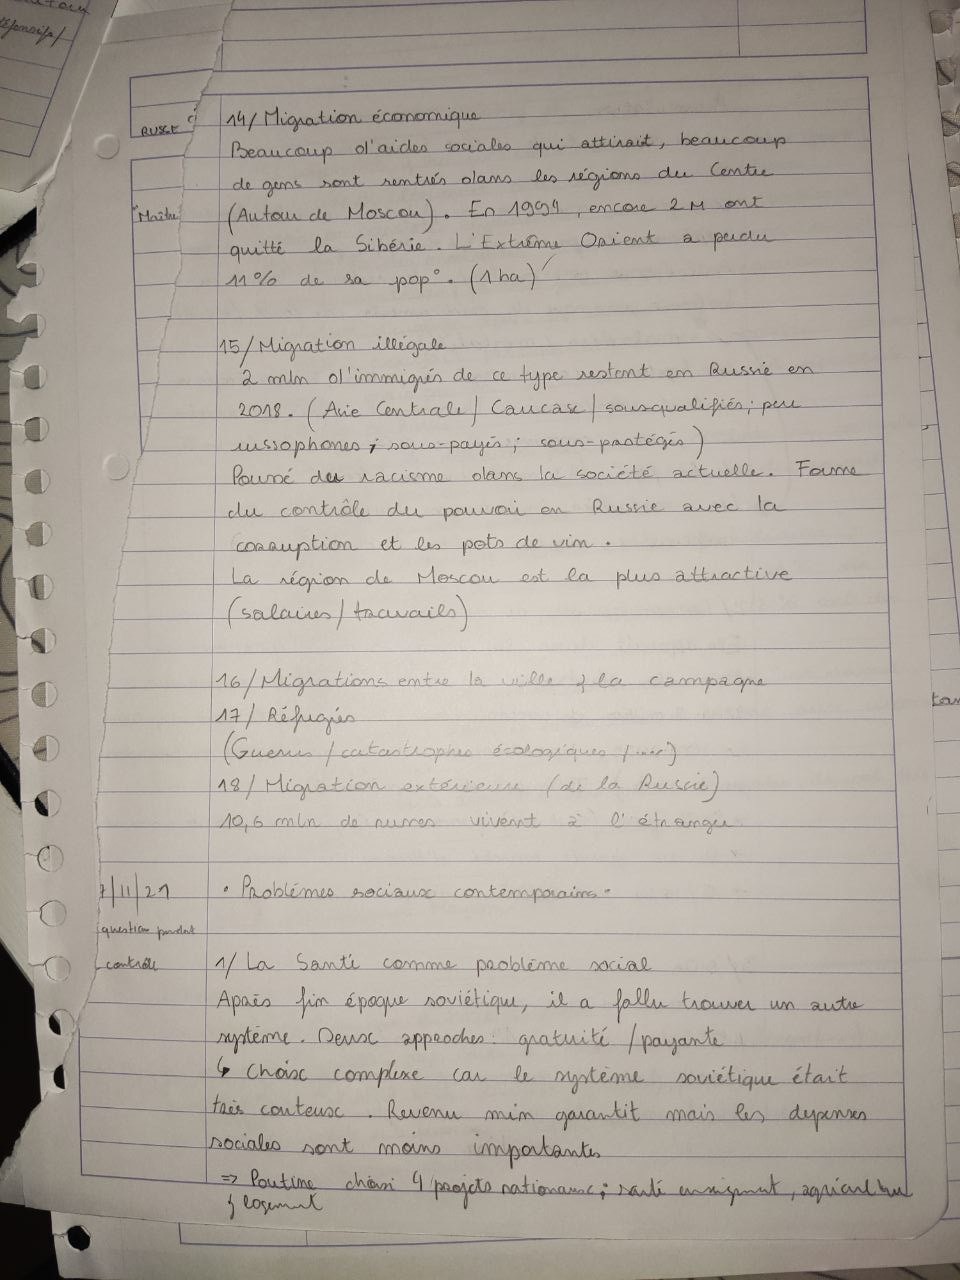 RUSSE
"Maîtri
14/ Migration économique
Beaucoup d'aides sociales qui attirait, beaucoup
de gens sont rentrés dans les régions du Centre
(Autour de Moscou). En 1994, encore 2 M ont
quitté la Sibérie. L'Extrême Orient a perdu
11% de sa pop°. (1 ha)
15/ Migration illégale
2 mln d'immigrés de ce type restent en Russie en
2018. (Asie Centrale / Caucase / sous-qualifiés ; peu
russophones ; sous-payés ; sous-protégés)
du racisme dans la société actuelle. Forme
du contrôle du pouvoir en Russie avec la
corruption et les pots de vin.
La région de Moscou est la plus attractive
(salaires / travails)
16/ Migrations entre la ville & la campagne
17/ Réfugiés
(Guerres / catastrophes écologiques / ...)
18/ Migration extérieure (de la Russie)
10,6 mln de russes vivent à l'étranger
7/11/21
• Problèmes sociaux contemporains •
question pendant
contrôle
1/ La Santé comme problème social
Après fin époque soviétique, il a fallu trouver un autre
système. Deux approches : gratuité / payante
↳ Choix complexe car le système soviétique était
très couteux. Revenu min garantit mais les dépenses
sociales sont moins importantes
=> Poutine choisi 4 projets nationaux ; santé enseignement, agriculture
& logement